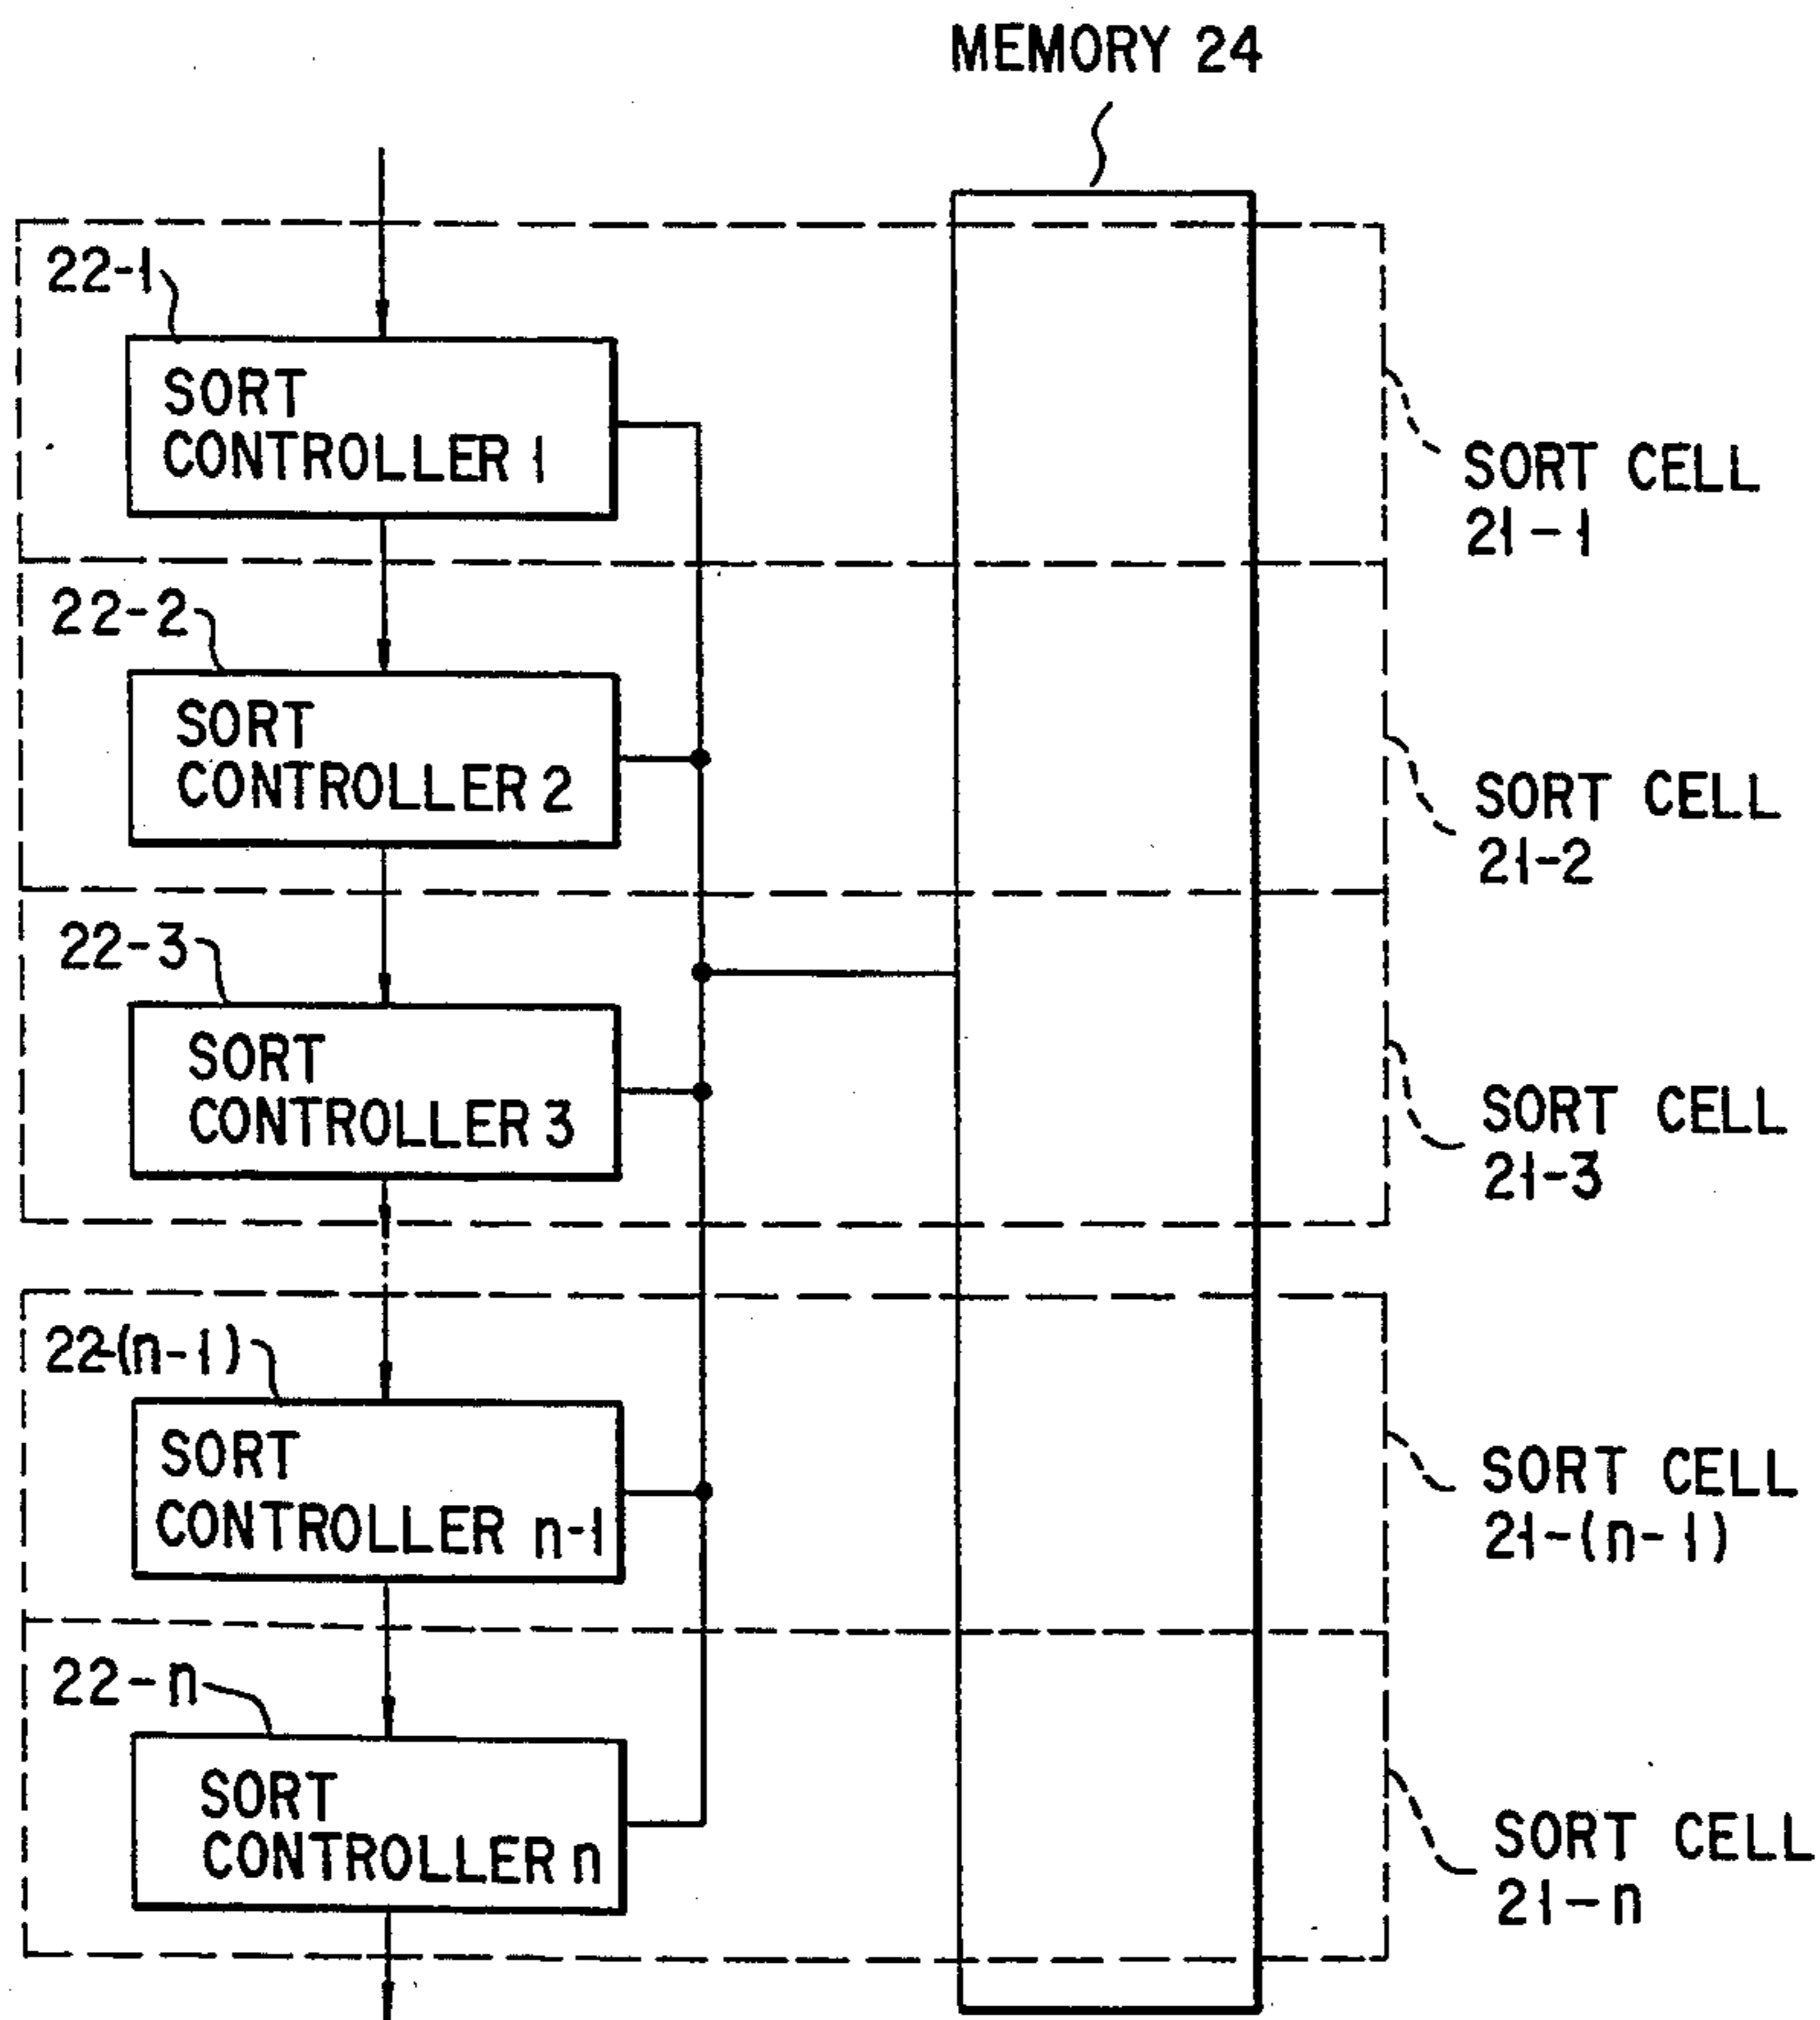 MEMORY 24
22-1
SORT
CONTROLLER 1
SORT CELL
21-1
22-2
SORT
CONTROLLER 2
SORT CELL
21-2
22-3
SORT
CONTROLLER 3
SORT CELL
21-3
22-(n-1)
SORT
CONTROLLER n-1
SORT CELL
21-(n-1)
22-n
SORT
CONTROLLER n
SORT CELL
21-n